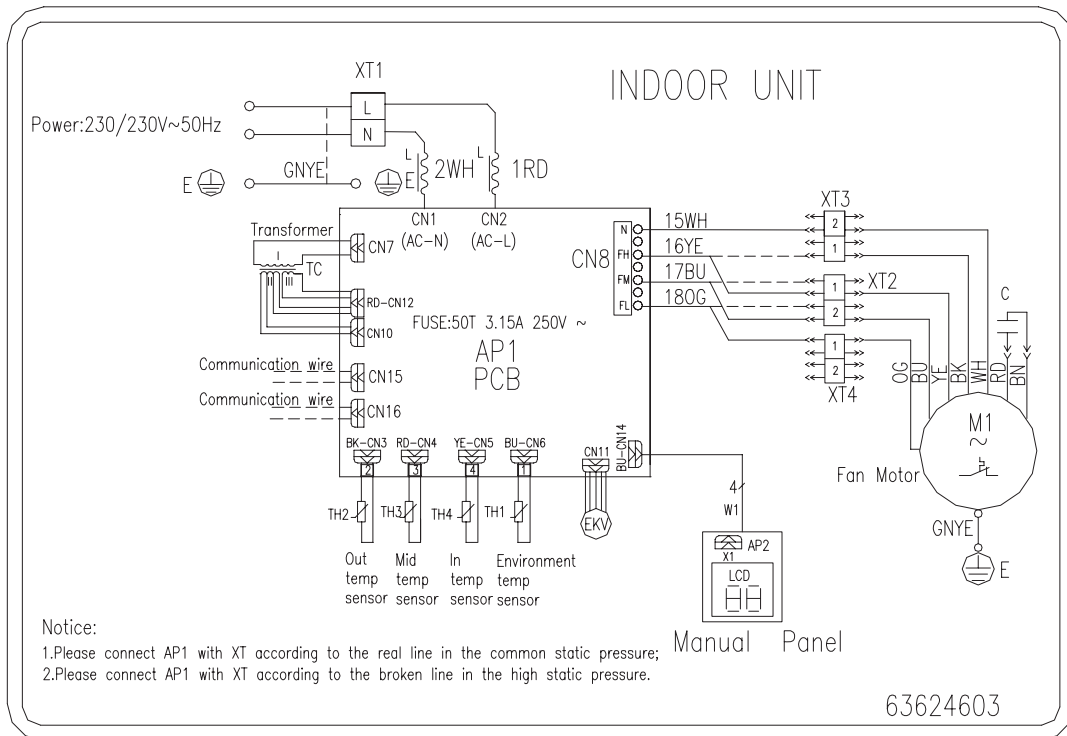 INDOOR UNIT
XT1
L
N
Power:230/230V~50Hz
GNYE
E
E
L
2WH
L
1RD
CN1
(AC-N)
CN2
(AC-L)
Transformer
I
TC
II
III
CN7
RD-CN12
CN10
FUSE:50T 3.15A 250V ~
AP1
PCB
CN8
N
FH
FM
FL
15WH
16YE
17BU
18OG
XT3
2
1
XT2
1
2
1
2
XT4
C
OG
BU
YE
BK
WH
RD
BN
M1
~
Fan Motor
GNYE
E
Communication wire
CN15
Communication wire
CN16
BK-CN3
RD-CN4
YE-CN5
BU-CN6
2
3
4
1
CN11
BU-CN14
TH2
TH3
TH4
TH1
EKV
4
W1
Out
temp
sensor
Mid
temp
sensor
In
temp
sensor
Environment
temp
sensor
AP2
X1
LCD
88
Manual Panel
Notice:
1.Please connect AP1 with XT according to the real line in the common static pressure;
2.Please connect AP1 with XT according to the broken line in the high static pressure.
63624603